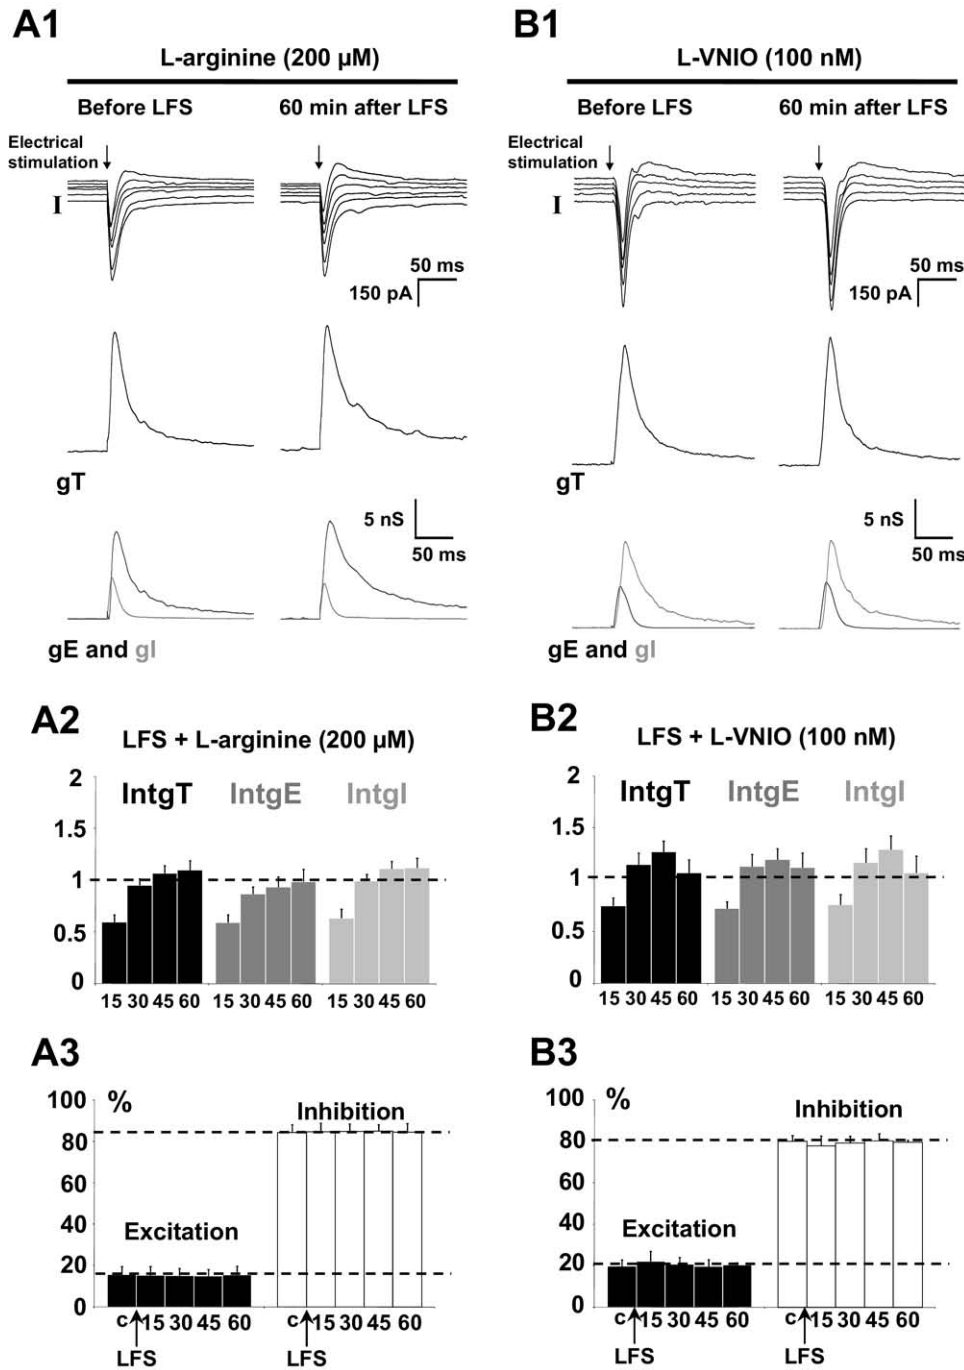 A1
L-arginine (200 µM)
Before LFS
60 min after LFS
Electrical
stimulation
I
50 ms
150 pA
gT
5 nS
50 ms
gE and gI
B1
L-VNIO (100 nM)
Before LFS
60 min after LFS
Electrical
stimulation
I
50 ms
150 pA
gT
5 nS
50 ms
gE and gI
A2
LFS + L-arginine (200 µM)
IntgT IntgE IntgI
2
1.5
1
0.5
0
15 30 45 60 15 30 45 60 15 30 45 60
B2
LFS + L-VNIO (100 nM)
IntgT IntgE IntgI
2
1.5
1
0.5
0
15 30 45 60 15 30 45 60 15 30 45 60
A3
%
Inhibition
Excitation
100
80
60
40
20
0
c 15 30 45 60 c 15 30 45 60
LFS LFS
B3
%
Inhibition
Excitation
100
80
60
40
20
0
c 15 30 45 60 c 15 30 45 60
LFS LFS